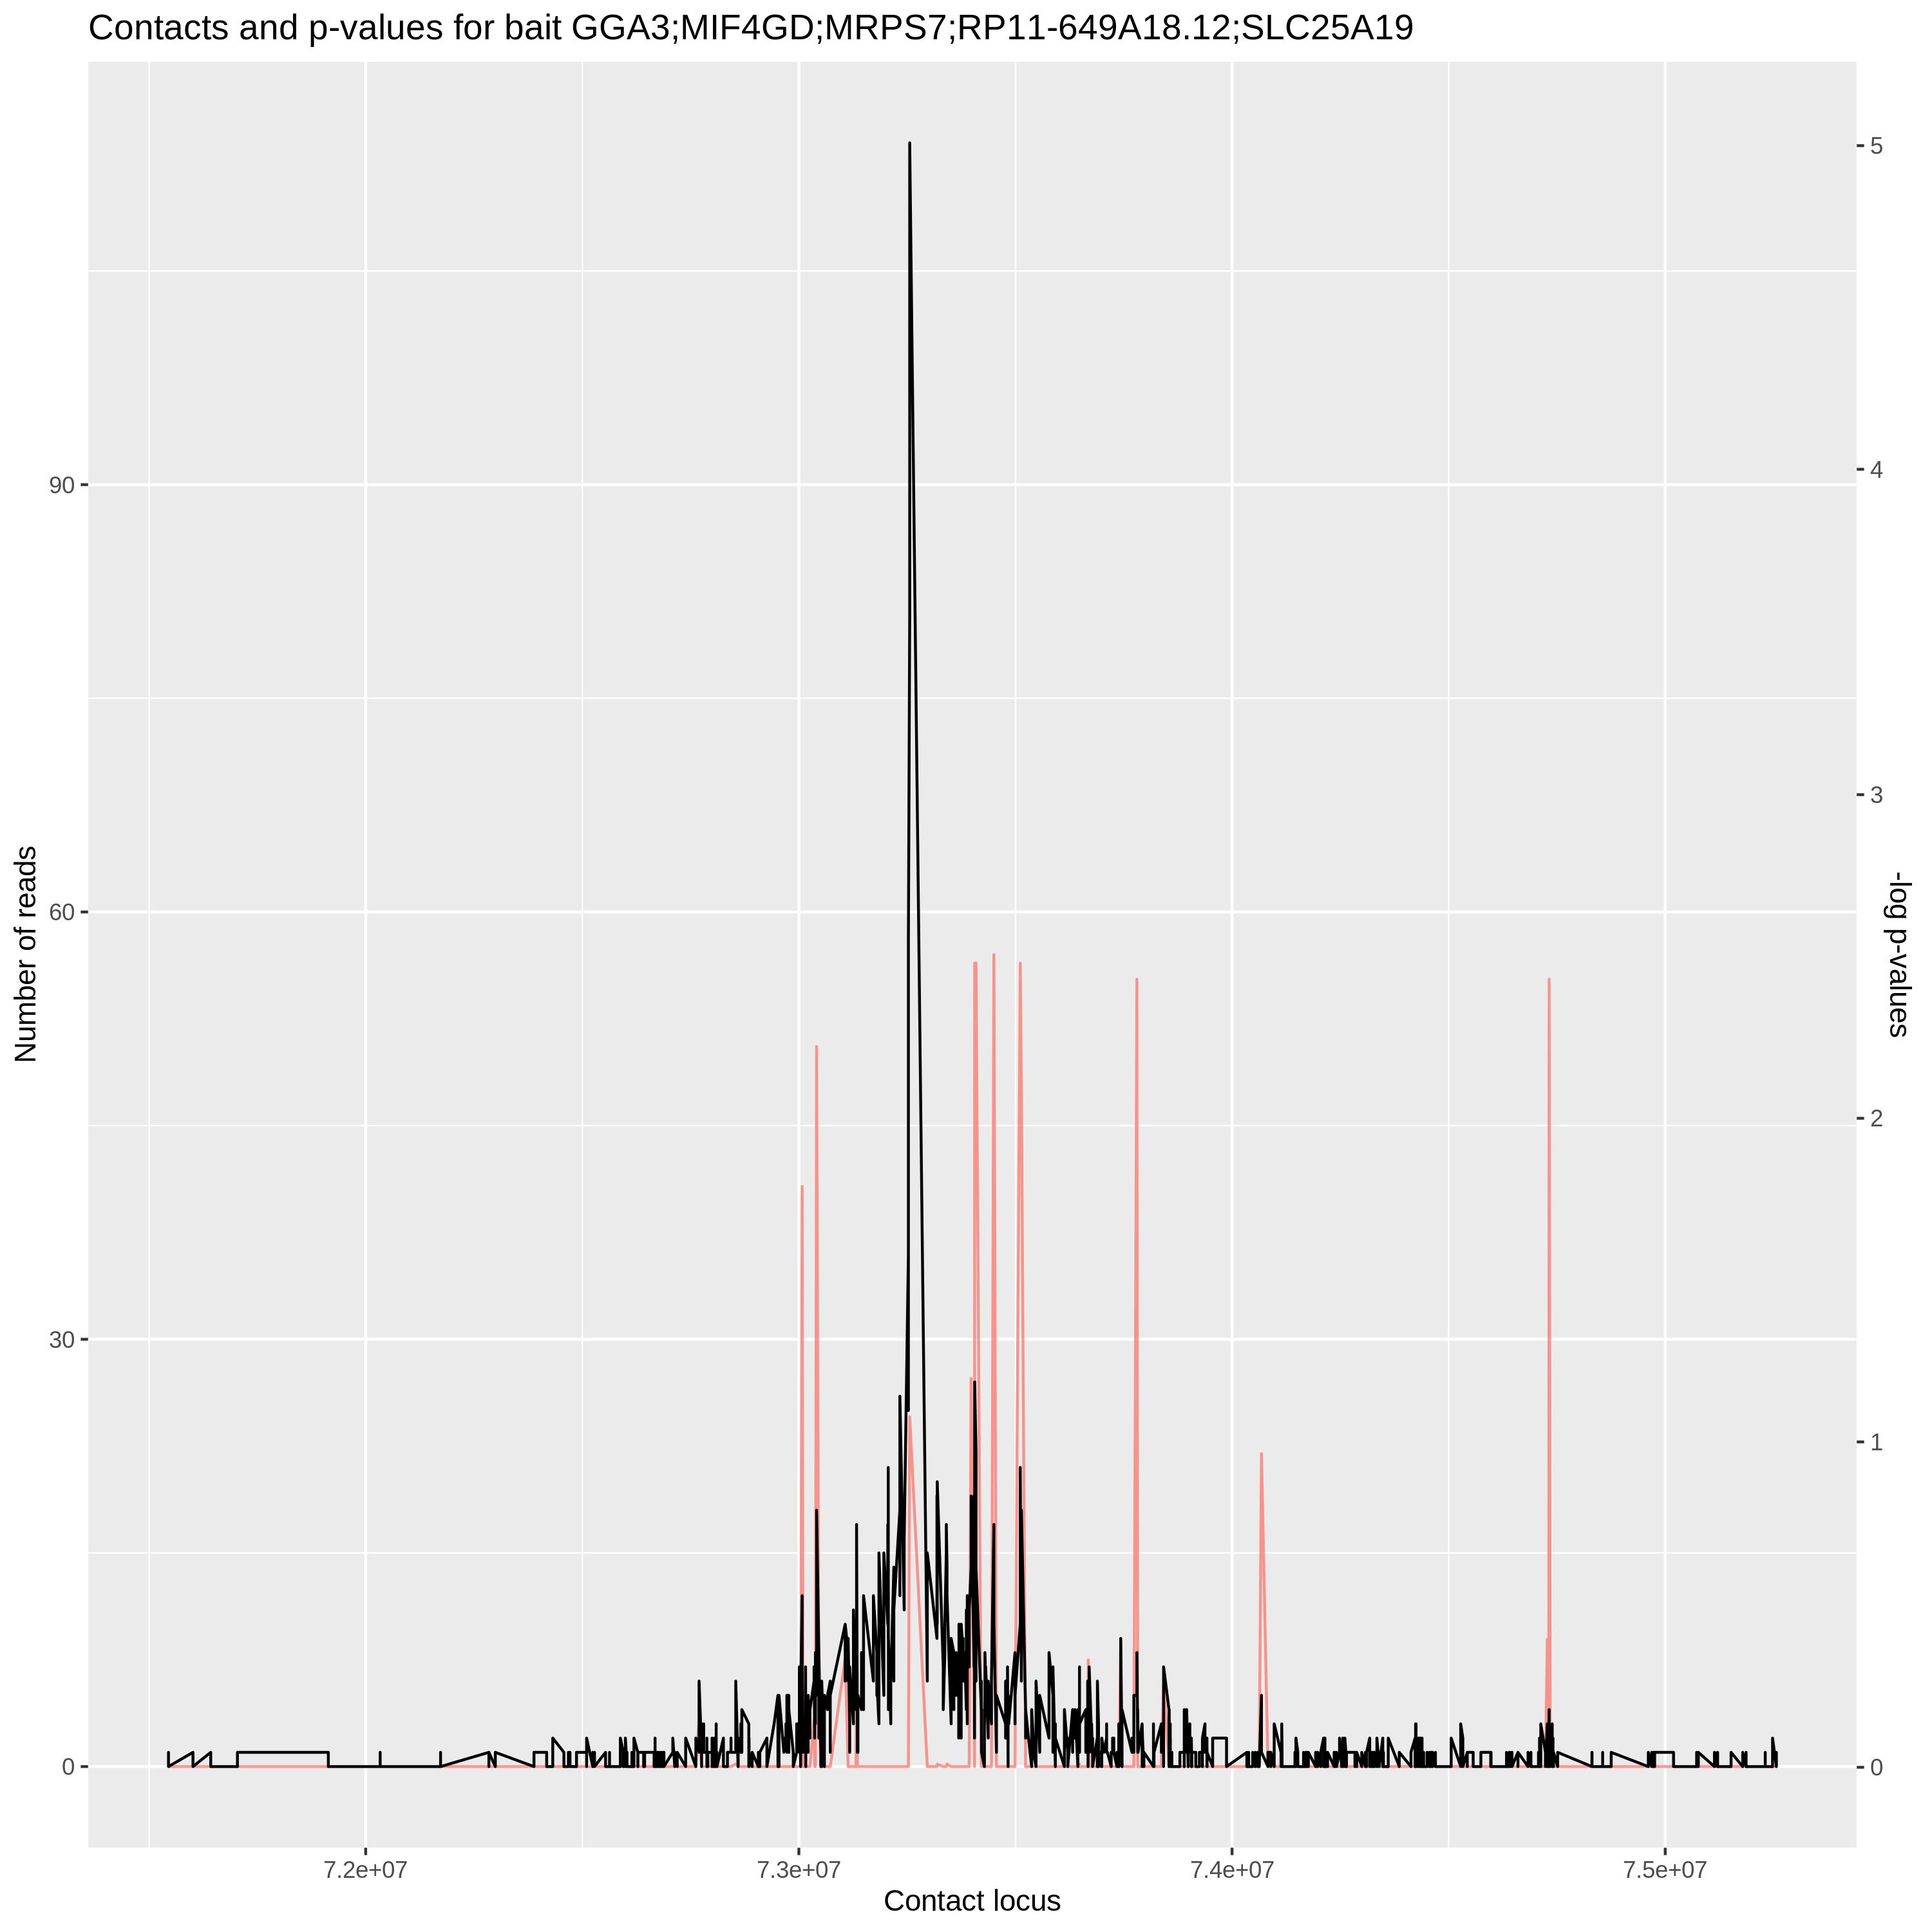 Contacts and p-values for bait GGA3;MIF4GD;MRPS7;RP11-649A18.12;SLC25A19
Number of reads
90
60
30
0
5
4
3
2
1
0
-log p-values
7.2e+07
7.3e+07
7.4e+07
7.5e+07
Contact locus